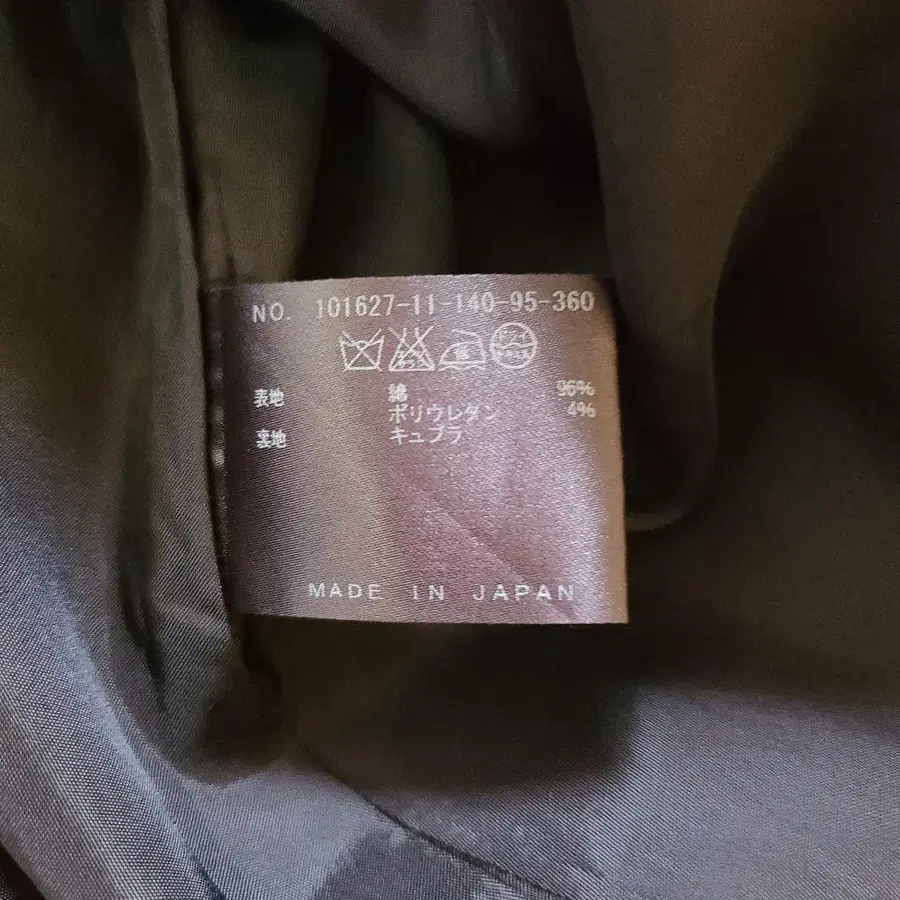 NO. 101627-11-140-95-360
表地 綿 96%
ポリウレタン 4%
裏地 キュプラ
MADE IN JAPAN